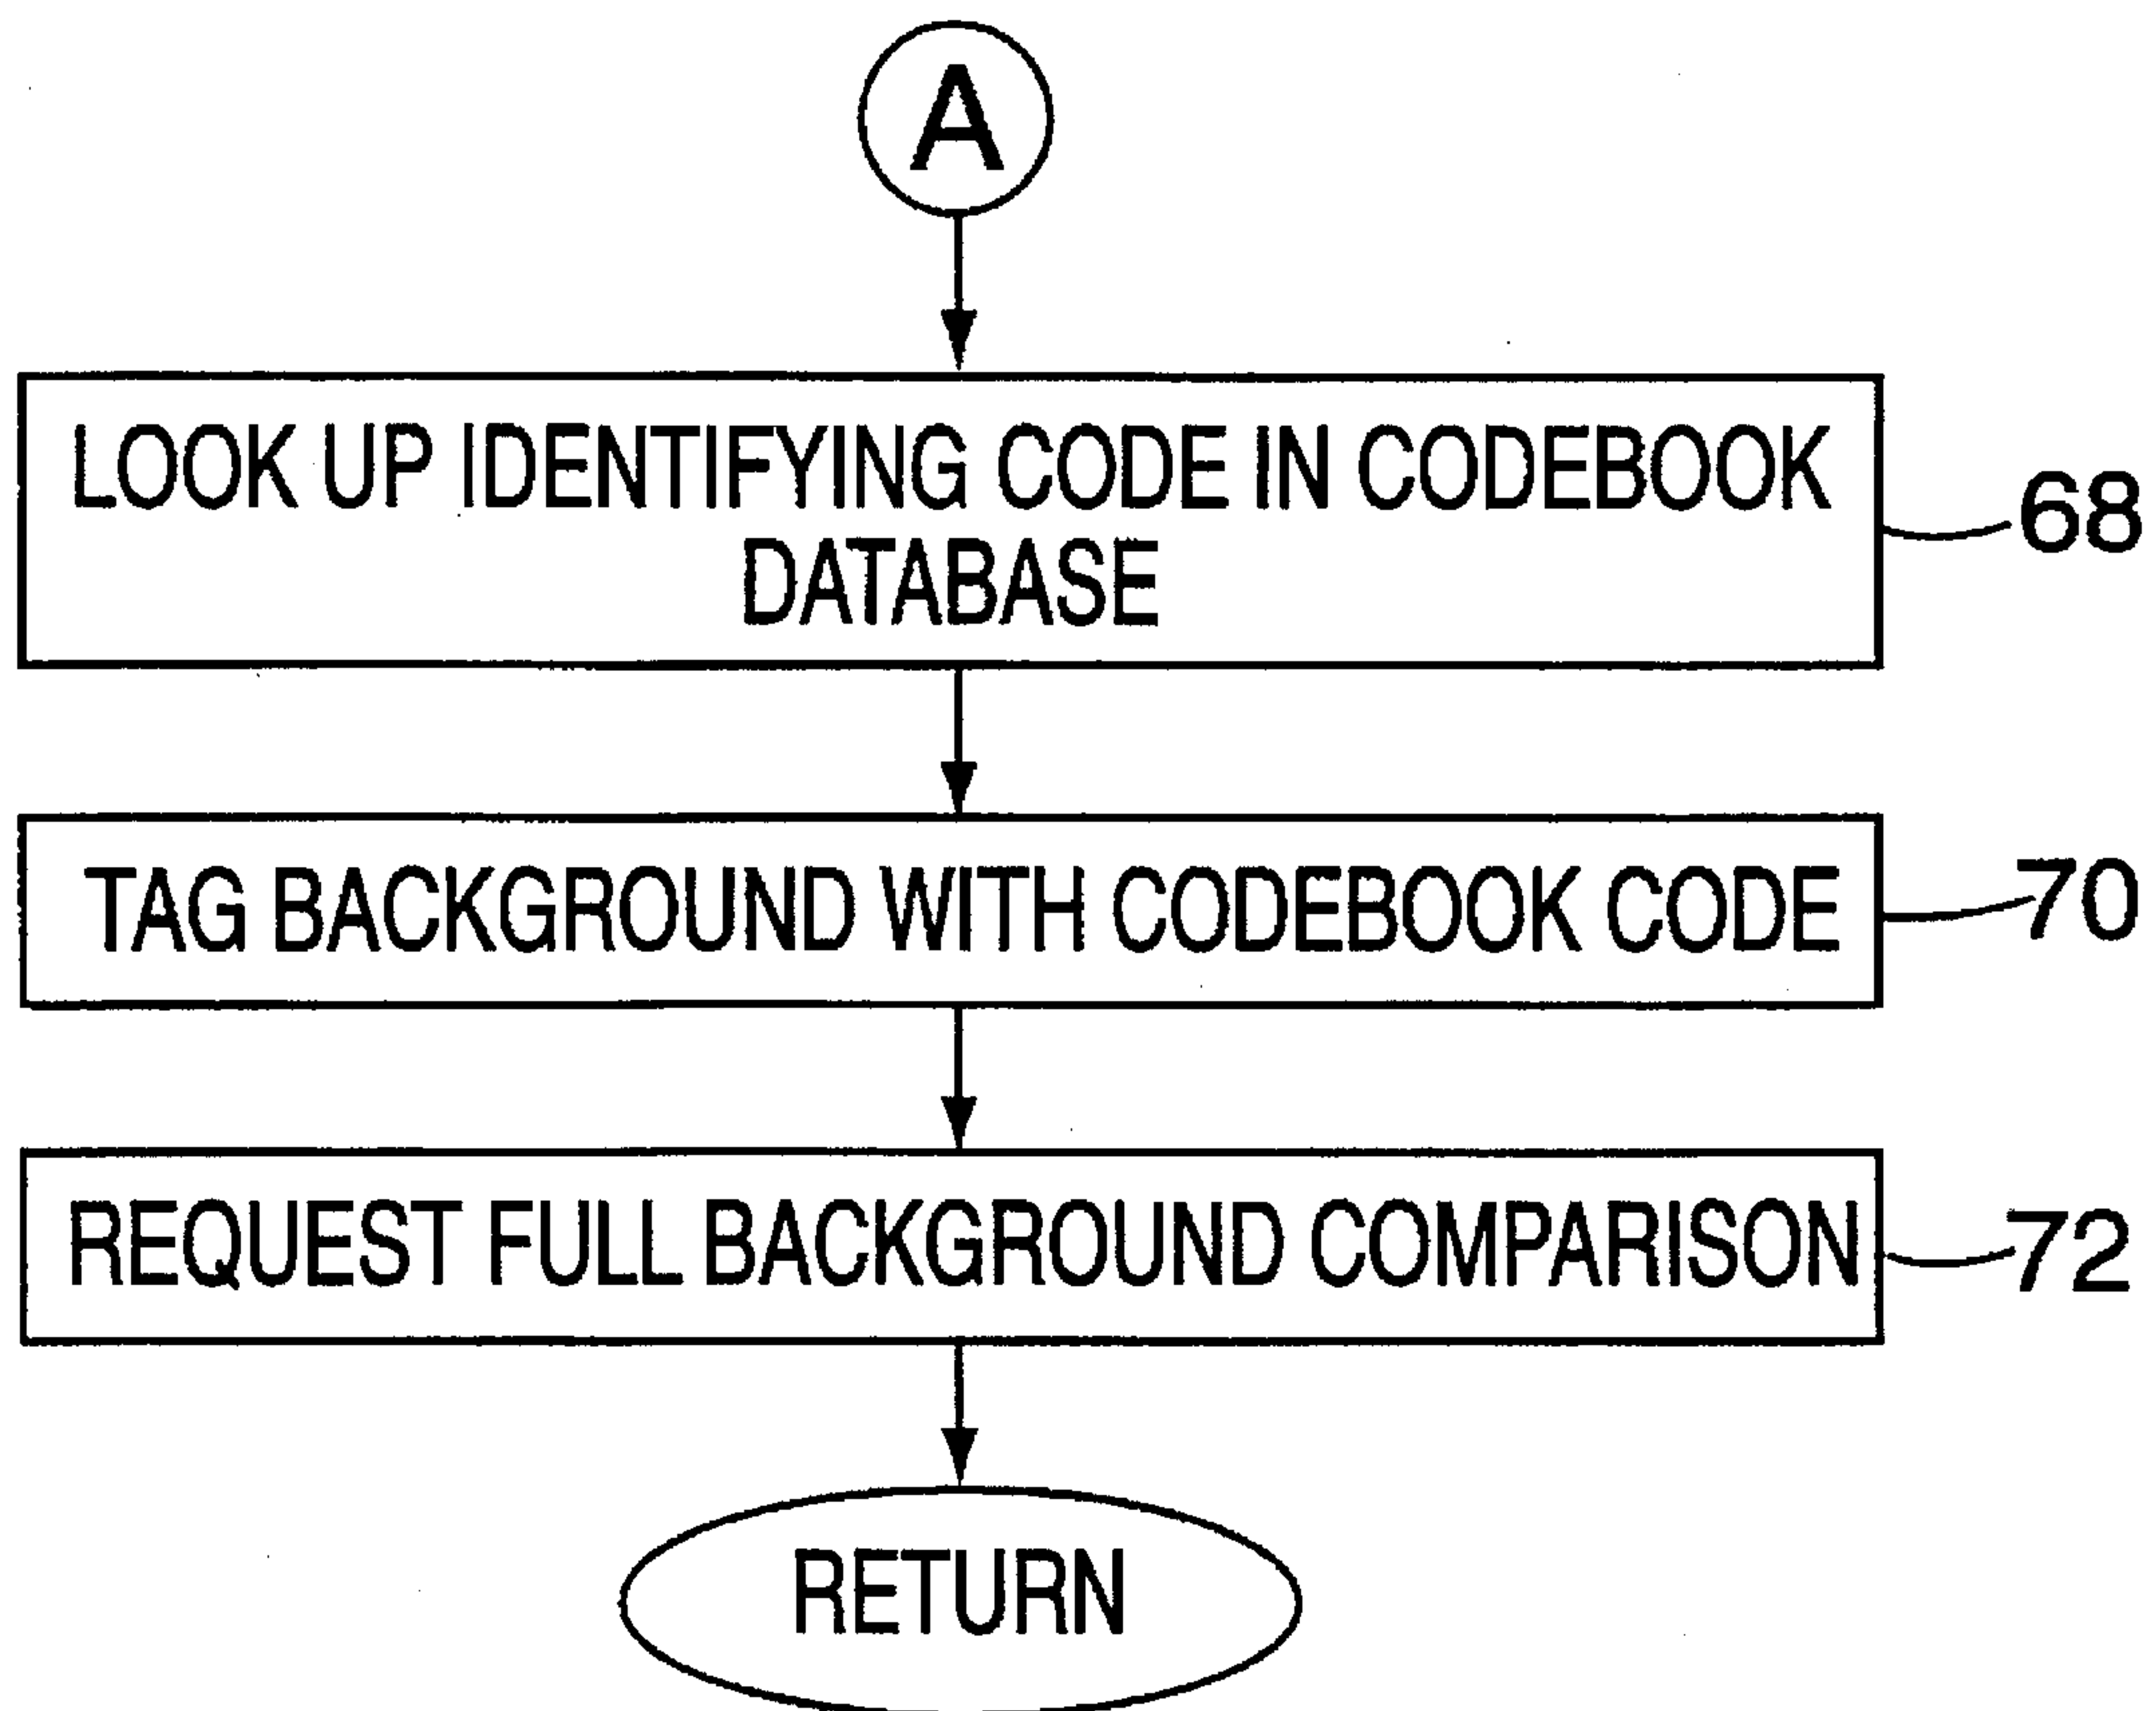 A
LOOK UP IDENTIFYING CODE IN CODEBOOK
DATABASE
68
TAG BACKGROUND WITH CODEBOOK CODE
70
REQUEST FULL BACKGROUND COMPARISON
72
RETURN